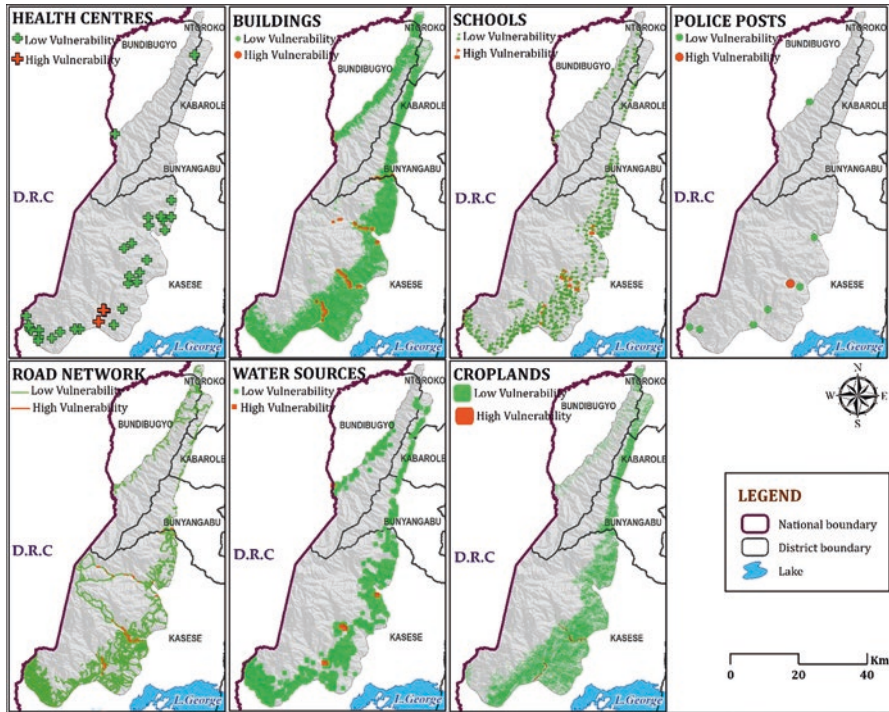 HEALTH CENTRES
Low Vulnerability
High Vulnerability
NTOROKO
BUNDIBUGYO
KABAROLE
BUNYANGABU
D.R.C
KASESE
L. George
BUILDINGS
Low Vulnerability
High Vulnerability
NTOROKO
BUNDIBUGYO
KABAROLE
BUNYANGABU
D.R.C
KASESE
L. George
SCHOOLS
Low Vulnerability
High Vulnerability
NTOROKO
BUNDIBUGYO
KABAROLE
BUNYANGABU
D.R.C
KASESE
L. George
POLICE POSTS
Low Vulnerability
High Vulnerability
NTOROKO
BUNDIBUGYO
KABAROLE
BUNYANGABU
D.R.C
KASESE
L. George
ROAD NETWORK
Low Vulnerability
High Vulnerability
NTOROKO
BUNDIBUGYO
KABAROLE
BUNYANGABU
D.R.C
KASESE
L. George
WATER SOURCES
Low Vulnerability
High Vulnerability
NTOROKO
BUNDIBUGYO
KABAROLE
BUNYANGABU
D.R.C
KASESE
L. George
CROPLANDS
Low Vulnerability
High Vulnerability
NTOROKO
BUNDIBUGYO
KABAROLE
BUNYANGABU
D.R.C
KASESE
L. George
N
W E
S
LEGEND
National boundary
District boundary
Lake
Km
0 20 40